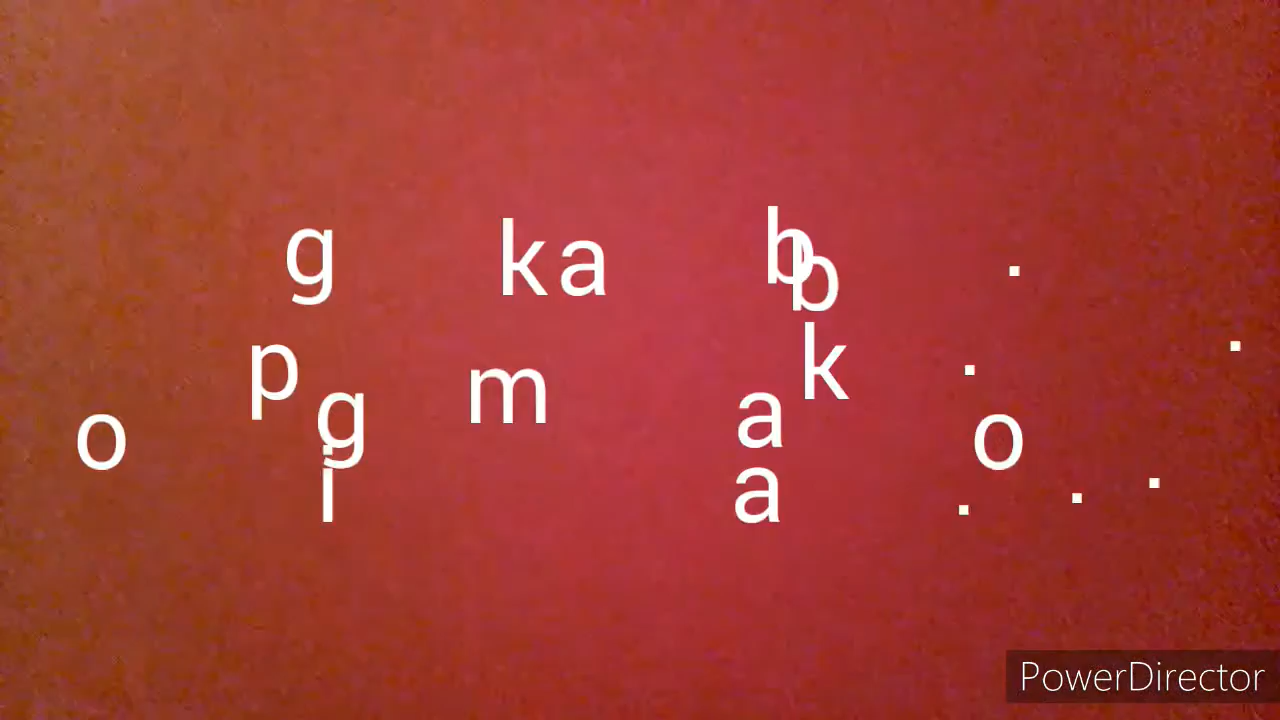 g ka b
b .
p m k . .
o g a o
i a . . .
PowerDirector